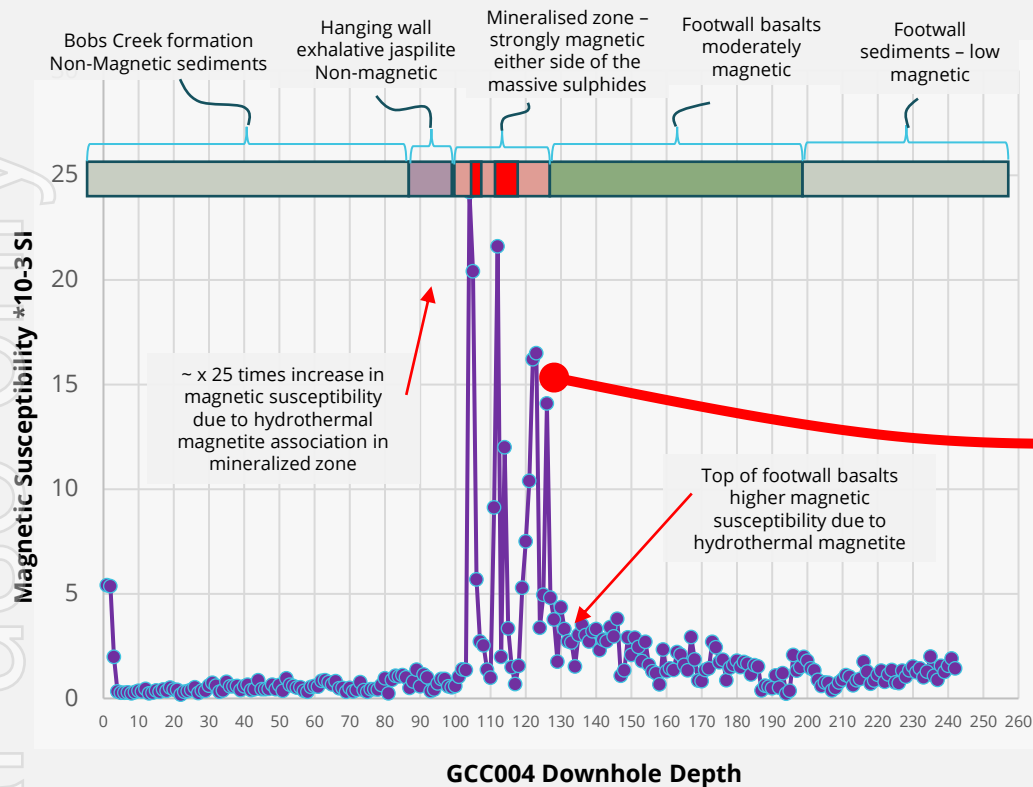 Bobs Creek formation
Non-Magnetic sediments
Hanging wall
exhalative jaspilite
Non-magnetic
Mineralised zone –
strongly magnetic
either side of the
massive sulphides
Footwall basalts
moderately
magnetic
Footwall
sediments – low
magnetic
25
20
15
10
5
0
Magnetic Susceptibility *10-3 SI
~ x 25 times increase in
magnetic susceptibility
due to hydrothermal
magnetite association in
mineralized zone
Top of footwall basalts
higher magnetic
susceptibility due to
hydrothermal magnetite
0 10 20 30 40 50 60 70 80 90 100 110 120 130 140 150 160 170 180 190 200 210 220 230 240 250 260
GCC004 Downhole Depth